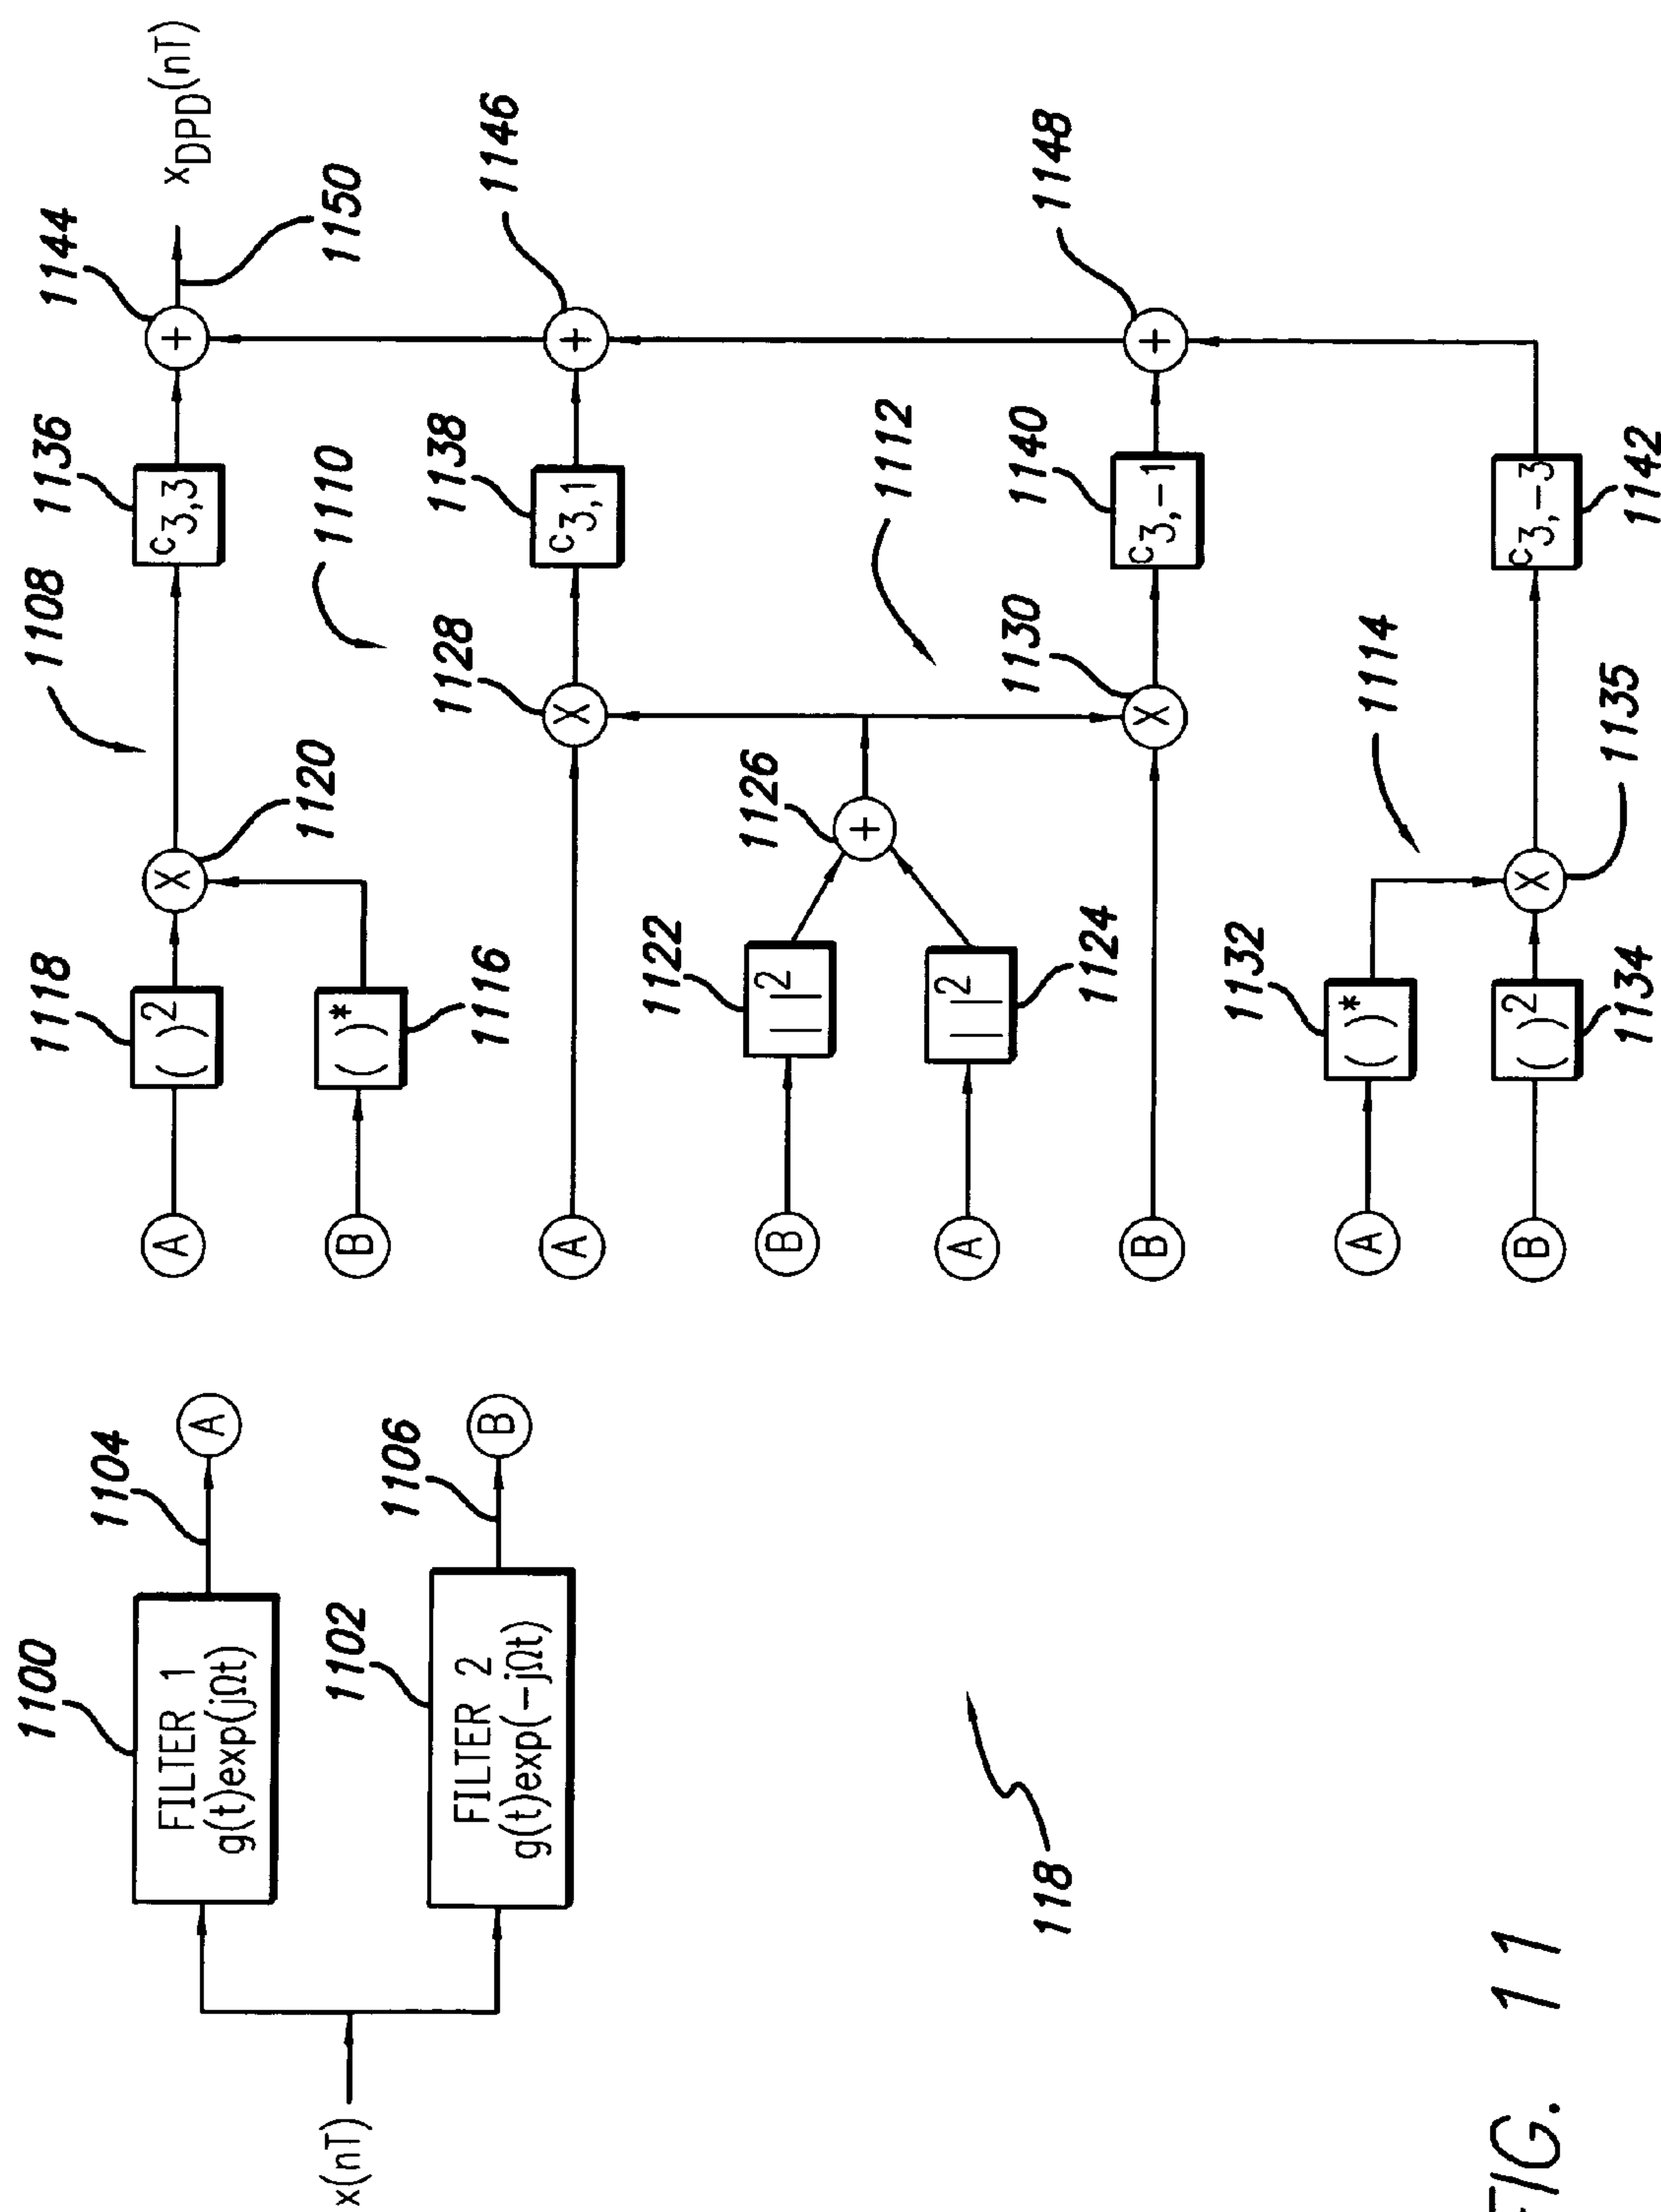 x(nT)
1100
FILTER 1
g(t)exp(jΩt)
1104
A
1102
FILTER 2
g(t)exp(-jΩt)
1106
B
118
A
1118
( )²
1120
X
1108
1136
c3,3
1144
+
xDPD(nT)
1150
B
( )*
1116
A
1128
X
1110
1138
c3,1
+
1146
B
1122
| |²
1126
+
A
| |²
1124
1112
B
1130
X
1140
c3,-1
+
1148
A
1132
( )*
1114
B
( )²
1134
X
1135
c3,-3
1142
FIG. 11